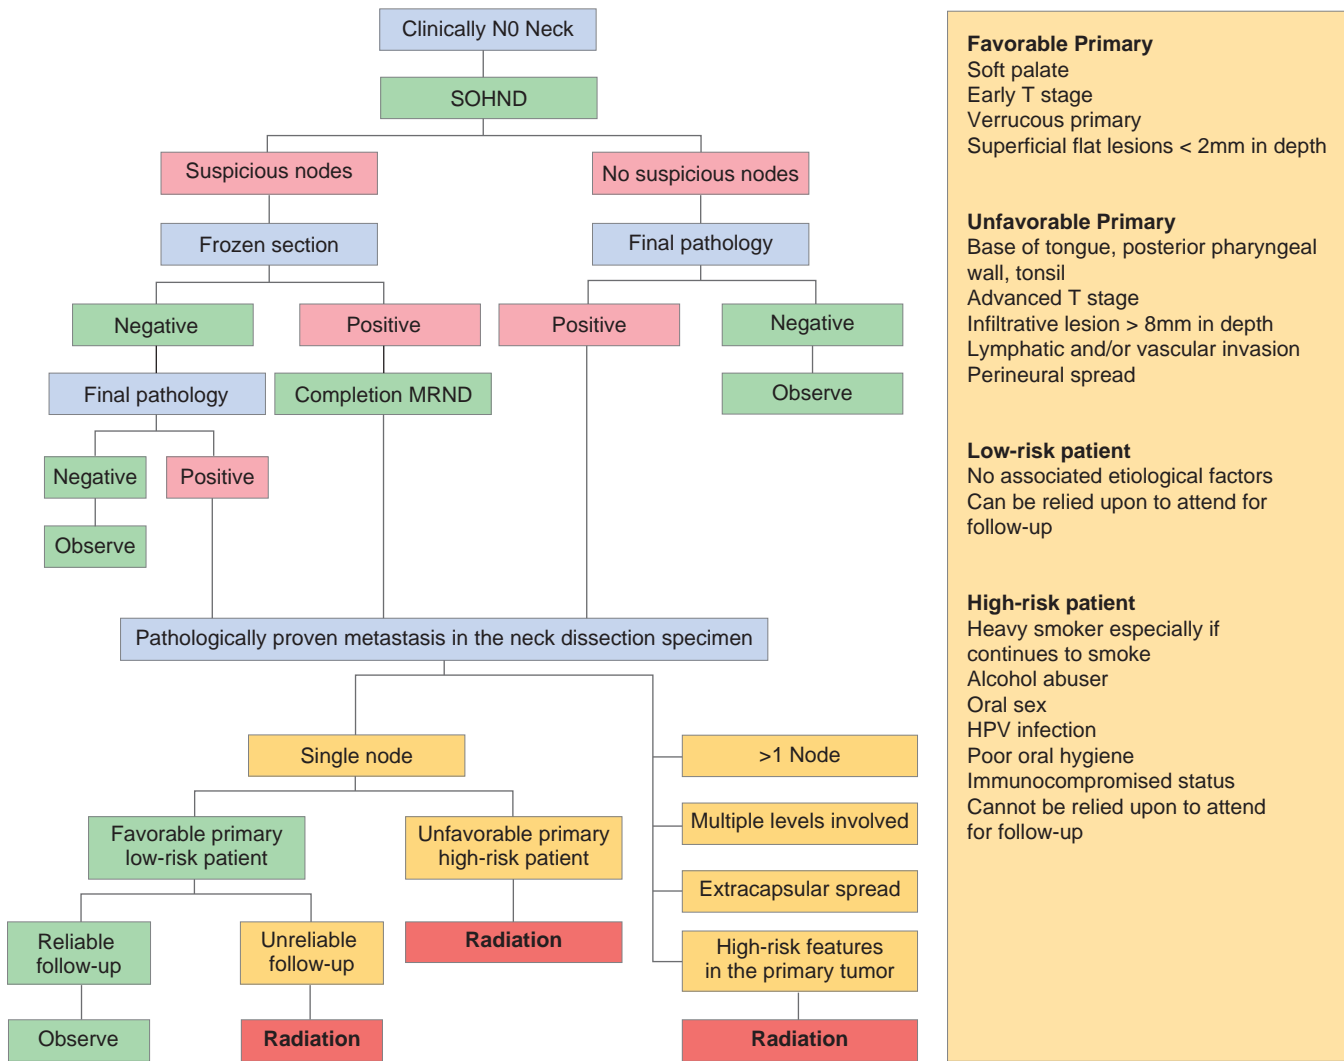 Clinically N0 Neck
SOHND
Suspicious nodes
No suspicious nodes
Frozen section
Final pathology
Negative
Positive
Positive
Negative
Final pathology
Completion MRND
Observe
Negative
Positive
Observe
Pathologically proven metastasis in the neck dissection specimen
Single node
>1 Node
Favorable primary
low-risk patient
Unfavorable primary
high-risk patient
Multiple levels involved
Extracapsular spread
Reliable
follow-up
Unreliable
follow-up
Radiation
High-risk features
in the primary tumor
Observe
Radiation
Radiation
Favorable Primary
Soft palate
Early T stage
Verrucous primary
Superficial flat lesions < 2mm in depth
Unfavorable Primary
Base of tongue, posterior pharyngeal
wall, tonsil
Advanced T stage
Infiltrative lesion > 8mm in depth
Lymphatic and/or vascular invasion
Perineural spread
Low-risk patient
No associated etiological factors
Can be relied upon to attend for
follow-up
High-risk patient
Heavy smoker especially if
continues to smoke
Alcohol abuser
Oral sex
HPV infection
Poor oral hygiene
Immunocompromised status
Cannot be relied upon to attend
for follow-up